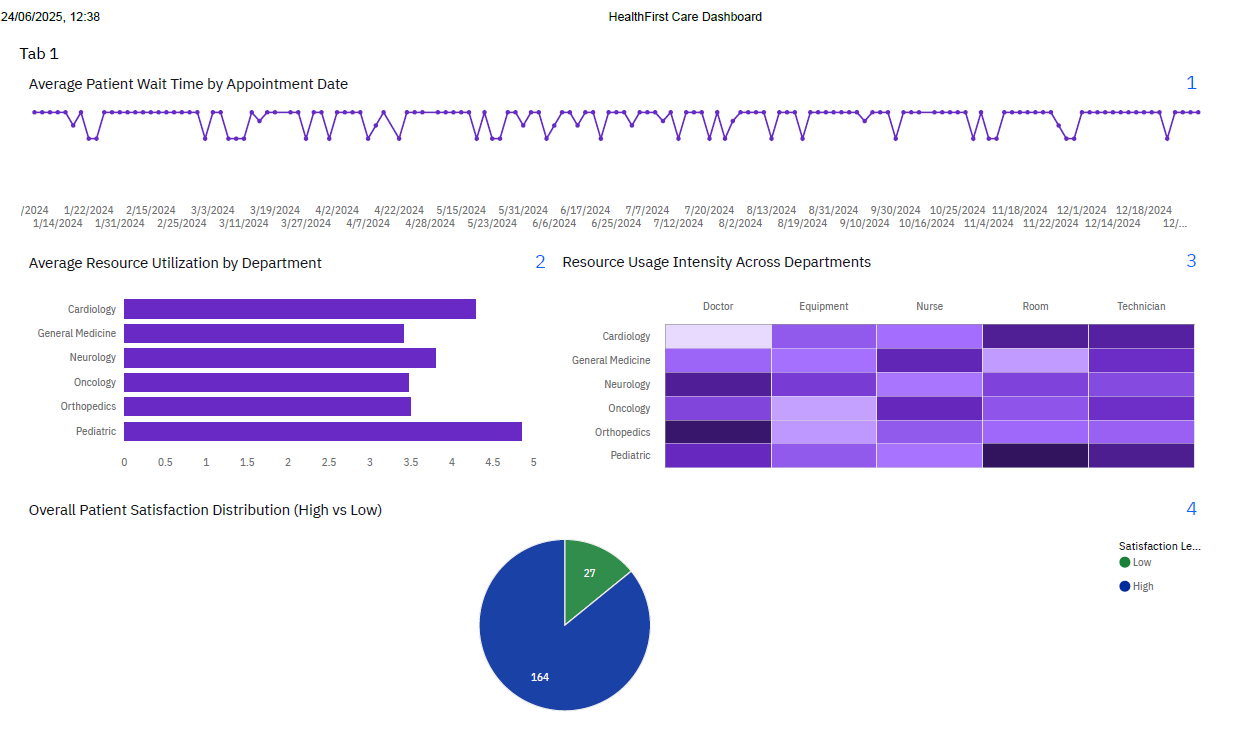 24/06/2025, 12:38 HealthFirst Care Dashboard
Tab 1
Average Patient Wait Time by Appointment Date 1
/2024 1/22/2024 2/15/2024 3/3/2024 3/19/2024 4/2/2024 4/22/2024 5/15/2024 5/31/2024 6/17/2024 7/7/2024 7/20/2024 8/13/2024 8/31/2024 9/30/2024 10/25/2024 11/18/2024 12/1/2024 12/18/2024
1/14/2024 1/31/2024 2/25/2024 3/11/2024 3/27/2024 4/7/2024 4/28/2024 5/23/2024 6/6/2024 6/25/2024 7/12/2024 8/2/2024 8/19/2024 9/10/2024 10/16/2024 11/4/2024 11/22/2024 12/14/2024 12/...
Average Resource Utilization by Department 2
Cardiology
General Medicine
Neurology
Oncology
Orthopedics
Pediatric
0 0.5 1 1.5 2 2.5 3 3.5 4 4.5 5
Resource Usage Intensity Across Departments 3
Doctor Equipment Nurse Room Technician
Cardiology
General Medicine
Neurology
Oncology
Orthopedics
Pediatric
Overall Patient Satisfaction Distribution (High vs Low) 4
27
164
Satisfaction Le...
Low
High